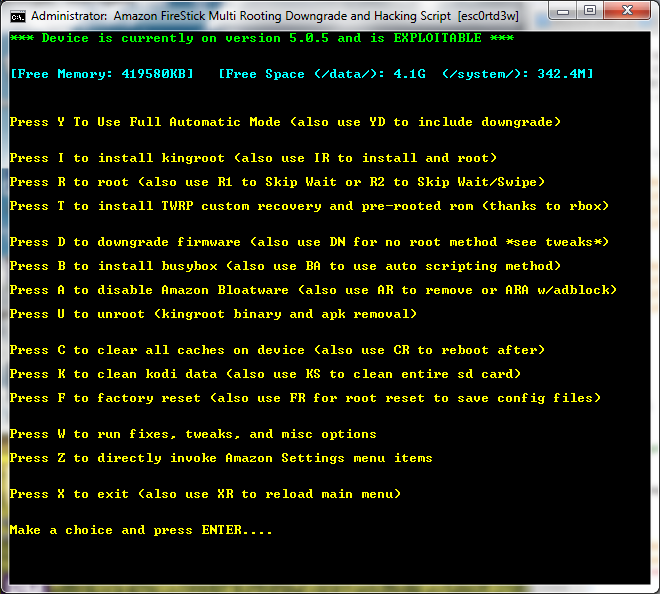 Administrator: Amazon FireStick Multi Rooting Downgrade and Hacking Script [esc0rtd3w]
*** Device is currently on version 5.0.5 and is EXPLOITABLE ***
[Free Memory: 419580KB] [Free Space (/data/): 4.1G (/system/): 342.4M]
Press Y To Use Full Automatic Mode (also use YD to include downgrade)
Press I to install kingroot (also use IR to install and root)
Press R to root (also use R1 to Skip Wait or R2 to Skip Wait/Swipe)
Press T to install TWRP custom recovery and pre-rooted rom (thanks to rbox)
Press D to downgrade firmware (also use DN for no root method *see tweaks*)
Press B to install busybox (also use BA to use auto scripting method)
Press A to disable Amazon Bloatware (also use AR to remove or ARA w/adblock)
Press U to unroot (kingroot binary and apk removal)
Press C to clear all caches on device (also use CR to reboot after)
Press K to clean kodi data (also use KS to clean entire sd card)
Press F to factory reset (also use FR for root reset to save config files)
Press W to run fixes, tweaks, and misc options
Press Z to directly invoke Amazon Settings menu items
Press X to exit (also use XR to reload main menu)
Make a choice and press ENTER....